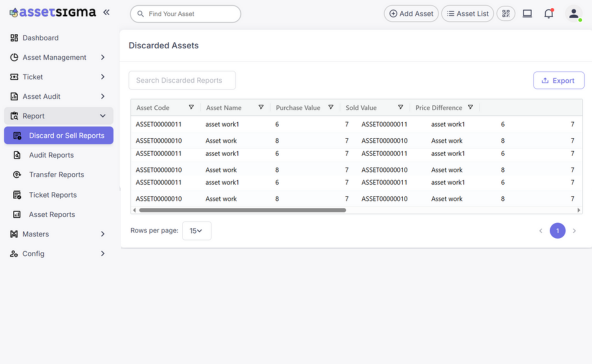 assetsigma
Find Your Asset
Add Asset
Asset List
Dashboard
Asset Management
Ticket
Asset Audit
Report
Discard or Sell Reports
Audit Reports
Transfer Reports
Ticket Reports
Asset Reports
Masters
Config
Discarded Assets
Search Discarded Reports
Export
Asset Code Asset Name Purchase Value Sold Value Price Difference
ASSET00000011 asset work1 6 7 ASSET00000011 asset work1 6 7
ASSET00000010 Asset work 8 7 ASSET00000010 Asset work 8 7
ASSET00000011 asset work1 6 7 ASSET00000011 asset work1 6 7
ASSET00000010 Asset work 8 7 ASSET00000010 Asset work 8 7
ASSET00000011 asset work1 6 7 ASSET00000011 asset work1 6 7
ASSET00000010 Asset work 8 7 ASSET00000010 Asset work 8 7
Rows per page: 15
1